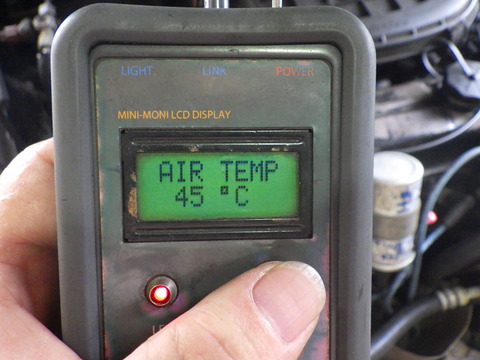 LIGHT LINK POWER
MINI-MONI LCD DISPLAY
AIR TEMP
45 °C